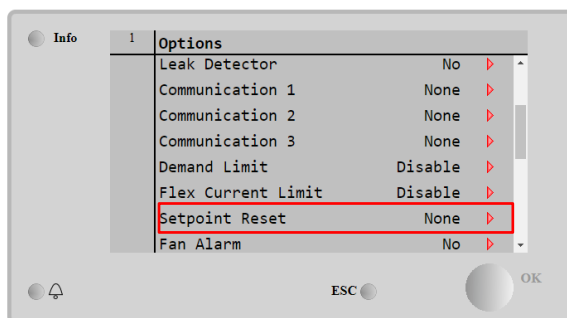 Info
1 Options
Leak Detector No
Communication 1 None
Communication 2 None
Communication 3 None
Demand Limit Disable
Flex Current Limit Disable
Setpoint Reset None
Fan Alarm No
ESC
OK